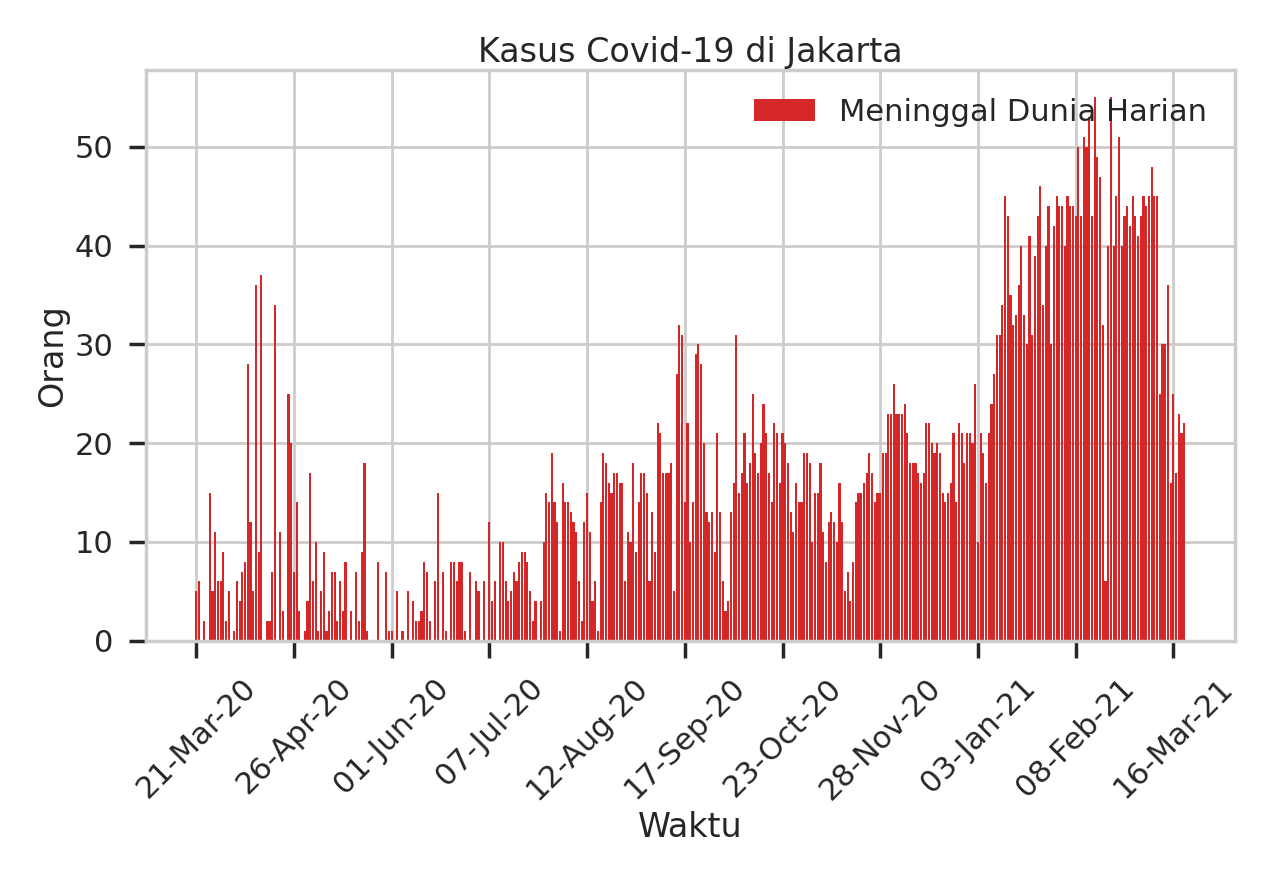 Kasus Covid-19 di Jakarta
Meninggal Dunia Harian
Orang
50
40
30
20
10
0
21-Mar-20
26-Apr-20
01-Jun-20
07-Jul-20
12-Aug-20
17-Sep-20
23-Oct-20
28-Nov-20
03-Jan-21
08-Feb-21
16-Mar-21
Waktu